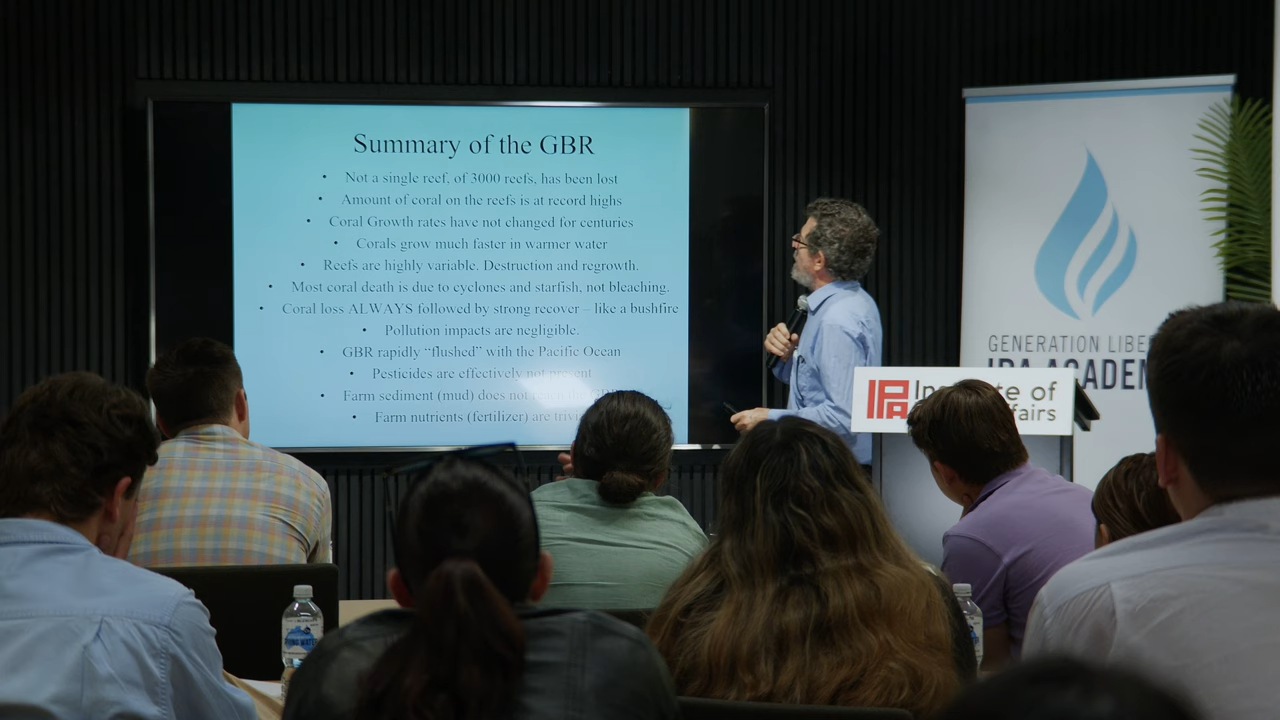 Summary of the GBR
• Not a single reef, of 3000 reefs, has been lost
• Amount of coral on the reefs is at record highs
• Coral Growth rates have not changed for centuries
• Corals grow much faster in warmer water
• Reefs are highly variable. Destruction and regrowth.
• Most coral death is due to cyclones and starfish, not bleaching.
• Coral loss ALWAYS followed by strong recover – like a bushfire
• Pollution impacts are negligible.
• GBR rapidly “flushed” with the Pacific Ocean
• Pesticides are effectively not present
• Farm sediment (mud) does not reach the
• Farm nutrients (fertilizer) are
GENERATION LIBE
IPA ACADEM
IPA
Institute of
ffairs